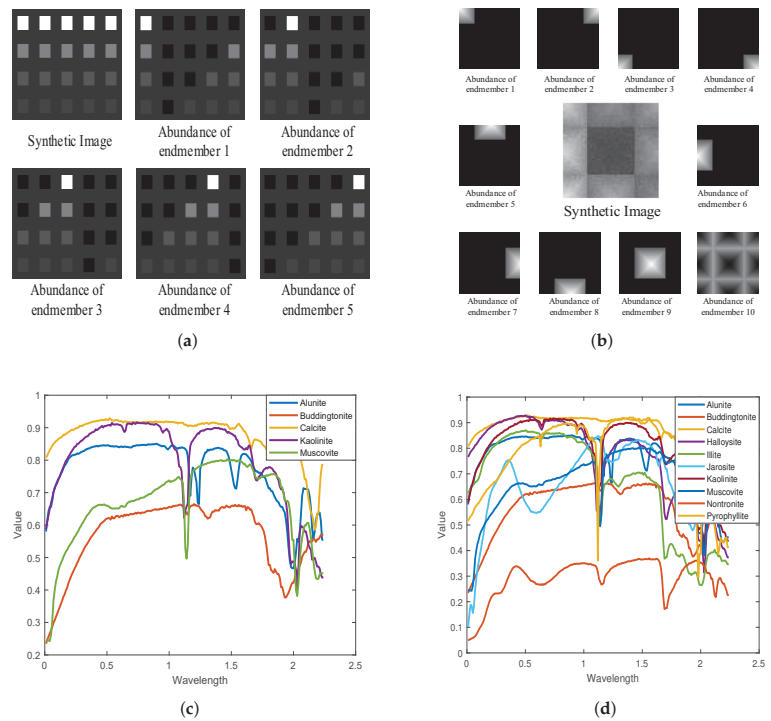 Synthetic Image
Abundance of
endmember 1
Abundance of
endmember 2
Abundance of
endmember 3
Abundance of
endmember 4
Abundance of
endmember 5
(a)
Abundance of
endmember 1
Abundance of
endmember 2
Abundance of
endmember 3
Abundance of
endmember 4
Abundance of
endmember 5
Synthetic Image
Abundance of
endmember 6
Abundance of
endmember 7
Abundance of
endmember 8
Abundance of
endmember 9
Abundance of
endmember 10
(b)
1
0.9
0.8
0.7
0.6
0.5
0.4
0.3
0.2
Value
0
0.5
1
1.5
2
2.5
Wavelength
Alunite
Buddingtonite
Calcite
Kaolinite
Muscovite
(c)
1
0.9
0.8
0.7
0.6
0.5
0.4
0.3
0.2
0.1
0
Value
0
0.5
1
1.5
2
2.5
Wavelength
Alunite
Buddingtonite
Calcite
Halloysite
Illite
Jarosite
Kaolinite
Muscovite
Nontronite
Pyrophyllite
(d)